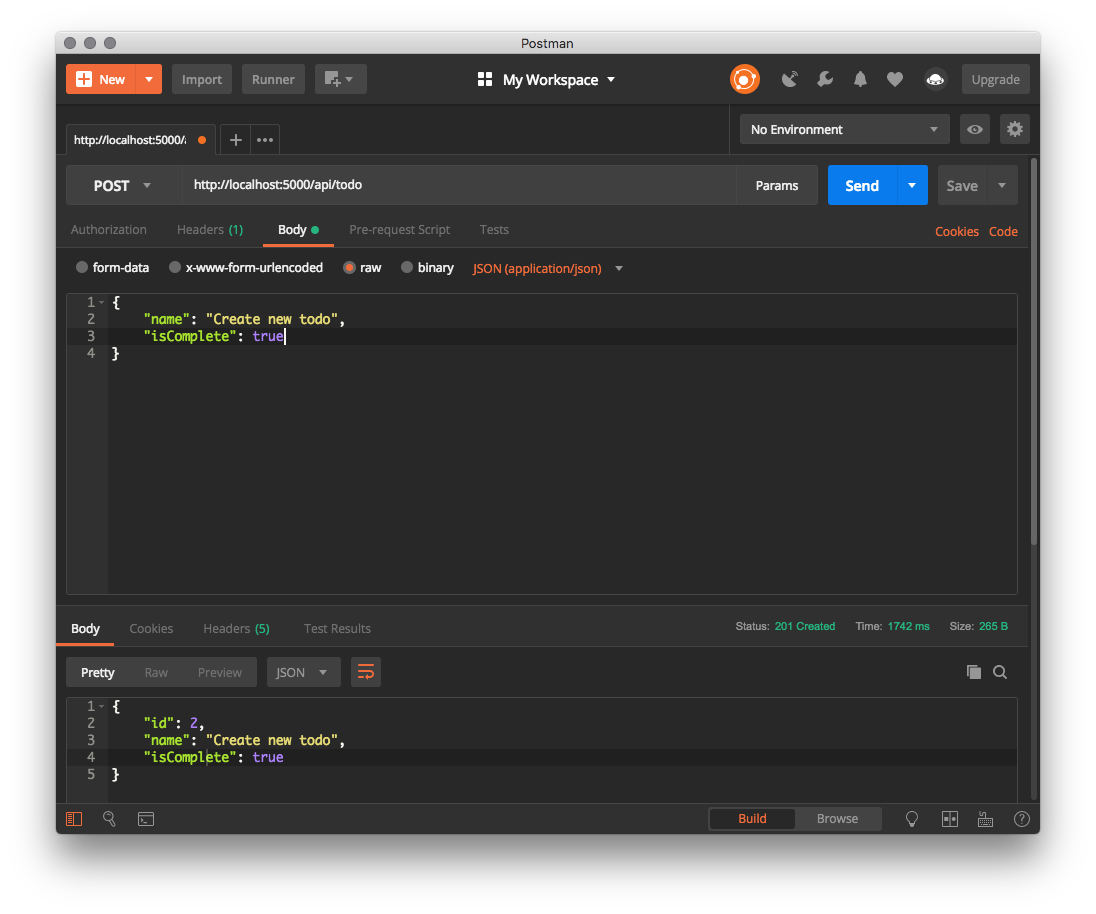 Postman
New Import Runner My Workspace Upgrade
http://localhost:5000/a No Environment
POST http://localhost:5000/api/todo Params Send Save
Authorization Headers (1) Body Pre-request Script Tests Cookies Code
form-data x-www-form-urlencoded raw binary JSON (application/json)
1 {
2 "name": "Create new todo",
3 "isComplete": true
4 }
Body Cookies Headers (5) Test Results Status: 201 Created Time: 1742 ms Size: 265 B
Pretty Raw Preview JSON
1 {
2 "id": 2,
3 "name": "Create new todo",
4 "isComplete": true
5 }
Build Browse